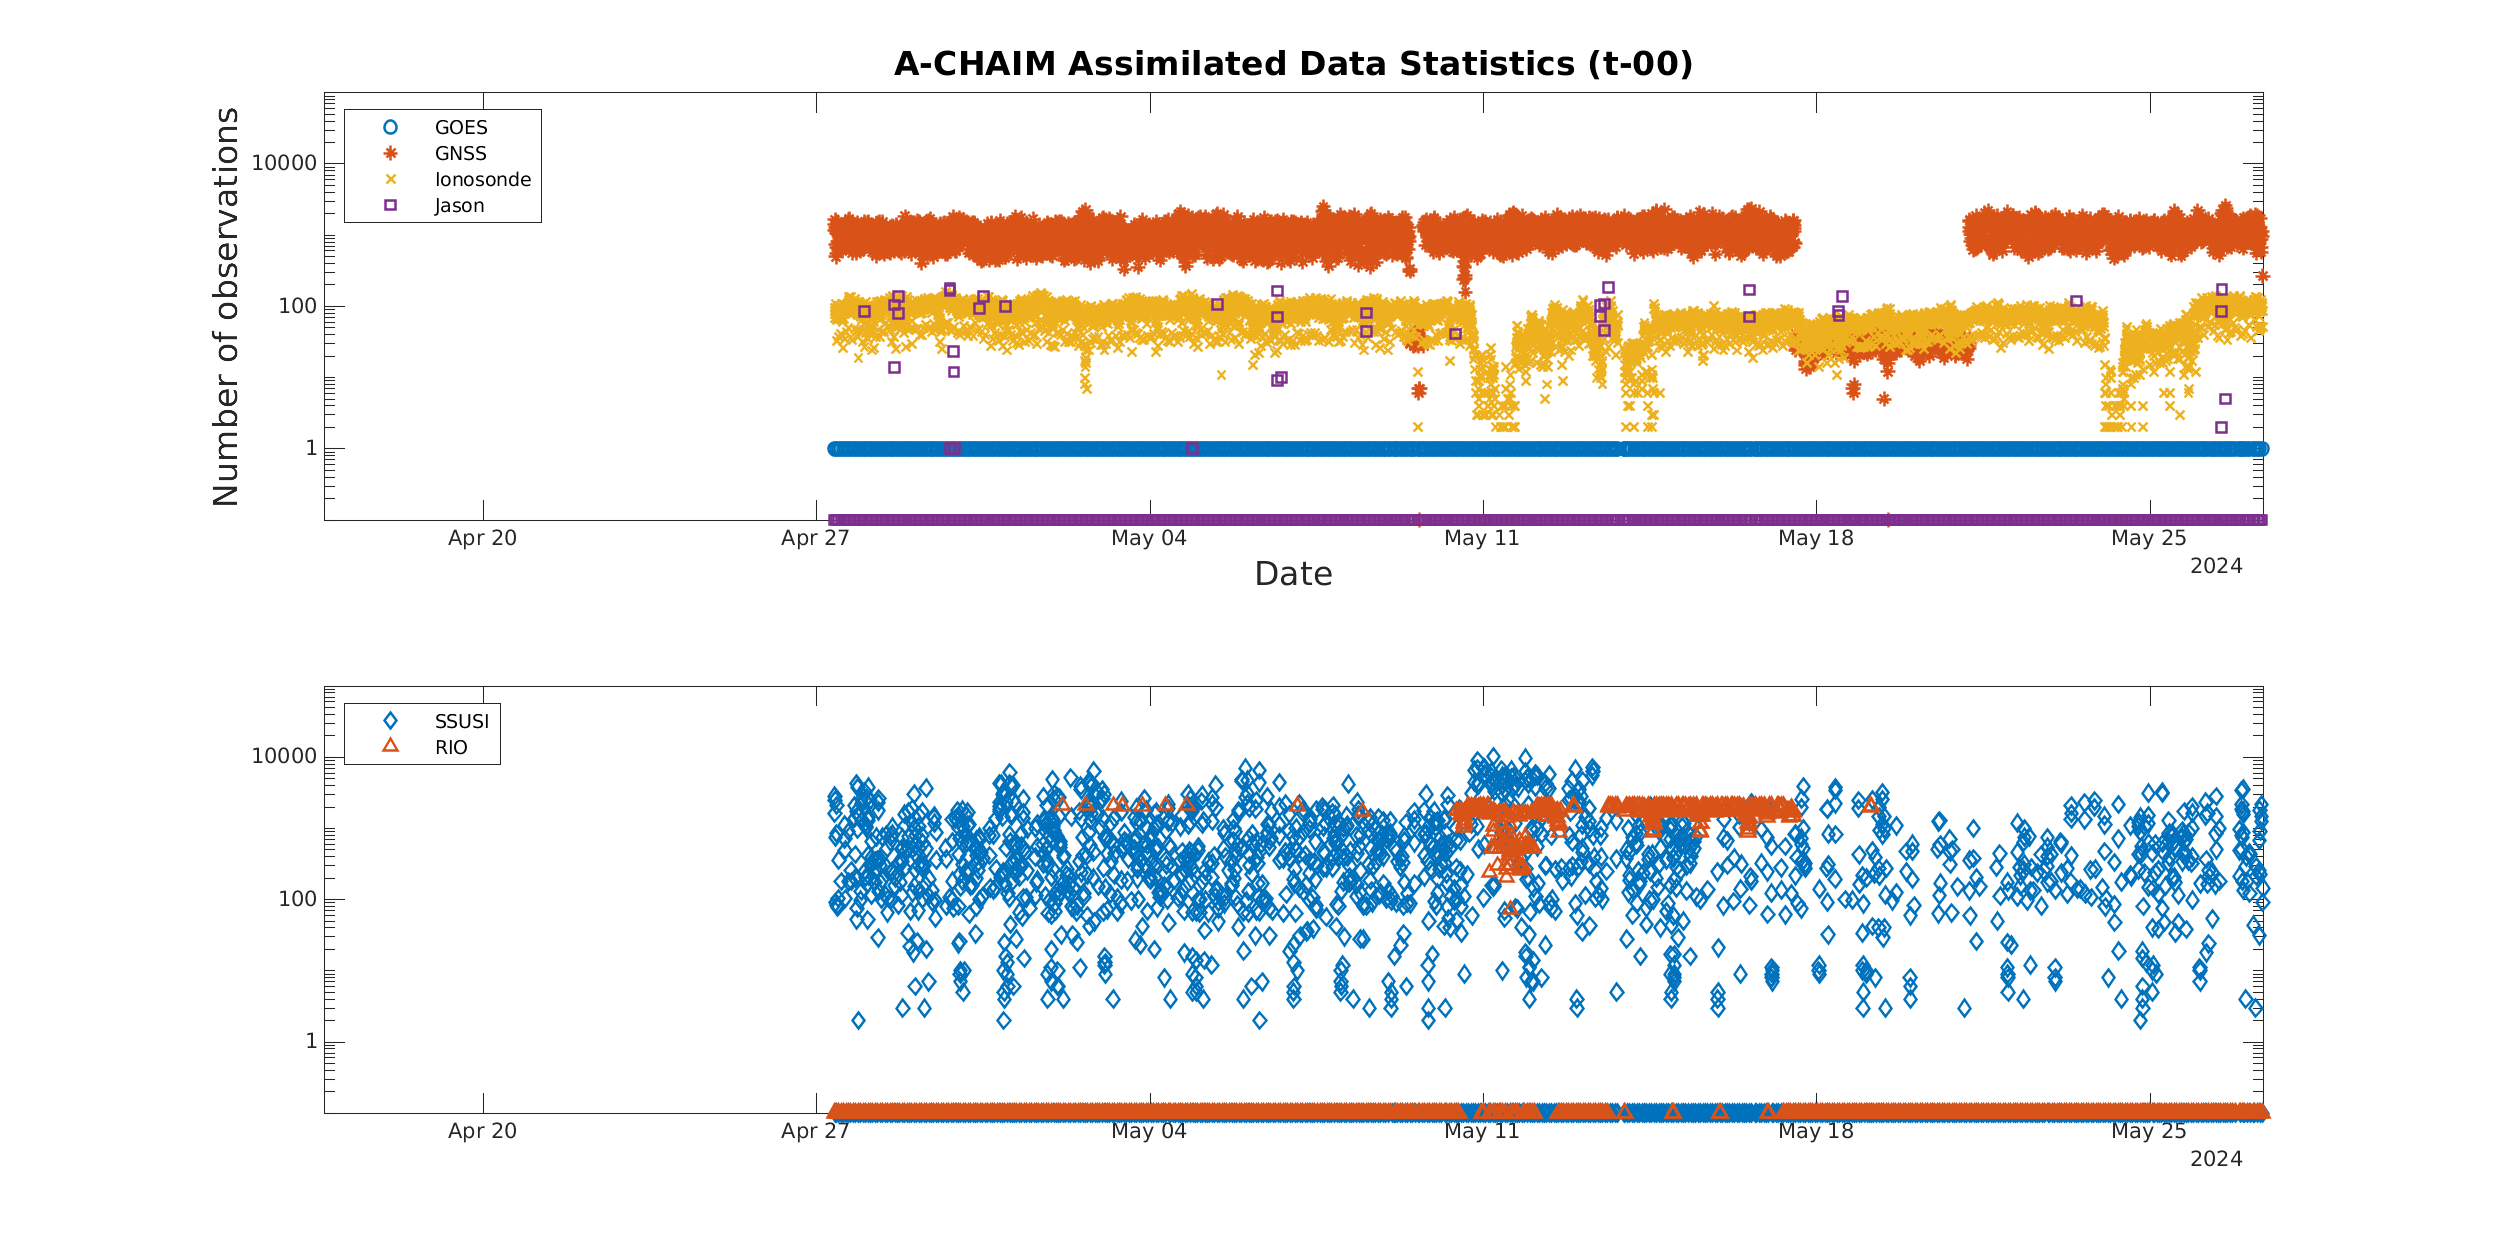 A-CHAIM Assimilated Data Statistics (t-00)
Number of observations
GOES
GNSS
Ionosonde
Jason
10000
100
1
Apr 20 Apr 27 May 04 May 11 May 18 May 25
2024
Date
SSUSI
RIO
10000
100
1
Apr 20 Apr 27 May 04 May 11 May 18 May 25
2024